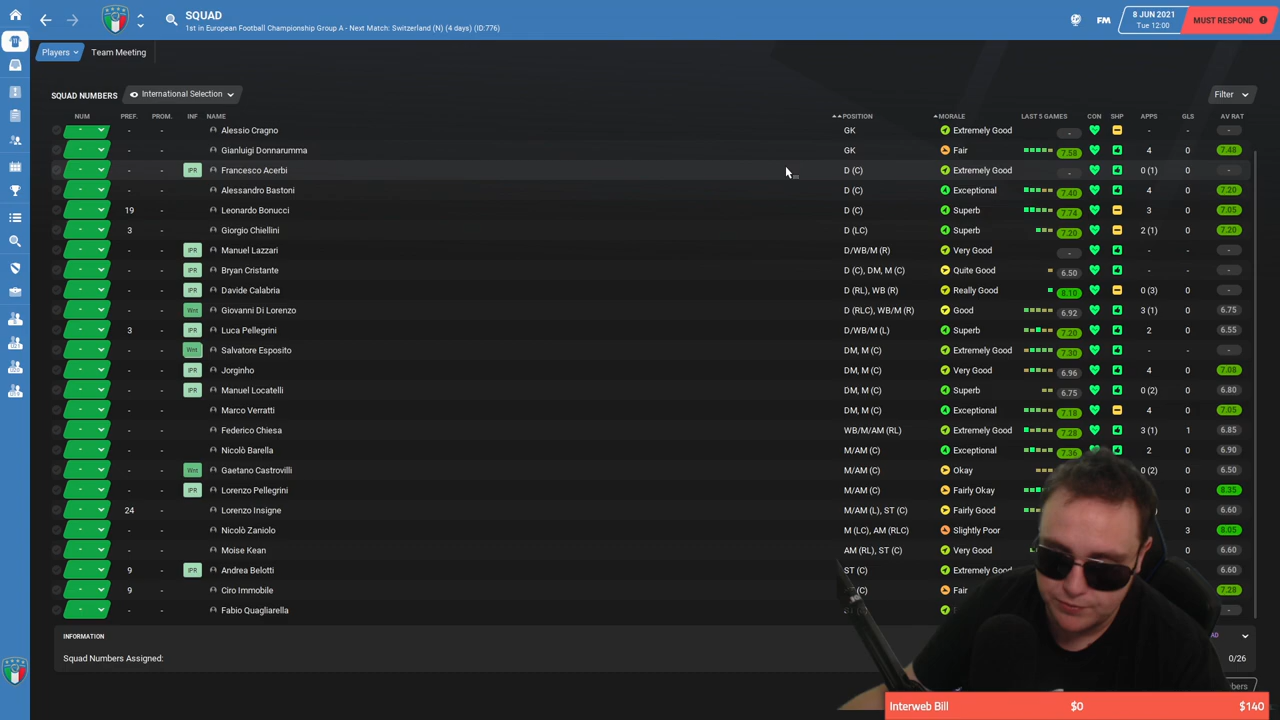 SQUAD
1st in European Football Championship Group A - Next Match: Switzerland (N) (4 days) (ID:776)
FM
8 JUN 2021
Tue 12:00
MUST RESPOND
Players
Team Meeting
SQUAD NUMBERS
International Selection
Filter
NUM PREF. PROM. INF NAME POSITION MORALE LAST 5 GAMES CON SHP APPS GLS AV RAT
- - - Alessio Cragno GK Extremely Good - - - -
- - - Gianluigi Donnarumma GK Fair 7.58 4 0 7.48
- - - IPR Francesco Acerbi D (C) Extremely Good - 0 (1) 0 -
- - - Alessandro Bastoni D (C) Exceptional 7.40 4 0 7.20
- 19 - Leonardo Bonucci D (C) Superb 7.74 3 0 7.05
- 3 - Giorgio Chiellini D (LC) Superb 7.20 2 (1) 0 7.20
- - - IPR Manuel Lazzari D/WB/M (R) Very Good - - - -
- - - IPR Bryan Cristante D (C), DM, M (C) Quite Good 6.50 - - -
- - - IPR Davide Calabria D (RL), WB (R) Really Good 8.10 0 (3) 0 -
- - - Wnt Giovanni Di Lorenzo D (RLC), WB/M (R) Good 6.92 3 (1) 0 6.75
- 3 - IPR Luca Pellegrini D/WB/M (L) Superb 7.20 2 0 6.55
- - - Wnt Salvatore Esposito DM, M (C) Extremely Good 7.30 - - -
- - - IPR Jorginho DM, M (C) Very Good 6.96 4 0 7.08
- - - IPR Manuel Locatelli DM, M (C) Superb 6.75 0 (2) 0 6.80
- - - Marco Verratti DM, M (C) Exceptional 7.18 4 0 7.05
- - - Federico Chiesa WB/M/AM (RL) Extremely Good 7.28 3 (1) 1 6.85
- - - Nicolò Barella M/AM (C) Exceptional 7.36 2 0 6.90
- - - Wnt Gaetano Castrovilli M/AM (C) Okay 0 (2) 0 6.50
- - - IPR Lorenzo Pellegrini M/AM (C) Fairly Okay 0 8.35
- 24 - Lorenzo Insigne M/AM (L), ST (C) Fairly Good 0 6.60
- - - Nicolò Zaniolo M (LC), AM (RLC) Slightly Poor 3 8.05
- - - Moise Kean AM (RL), ST (C) Very Good 0 6.60
- 9 - IPR Andrea Belotti ST (C) Extremely Good 0 6.60
- 9 - Ciro Immobile (C) Fair 0 7.28
- - - Fabio Quagliarella -
INFORMATION
Squad Numbers Assigned: 0/26
Interweb Bill $0 $140